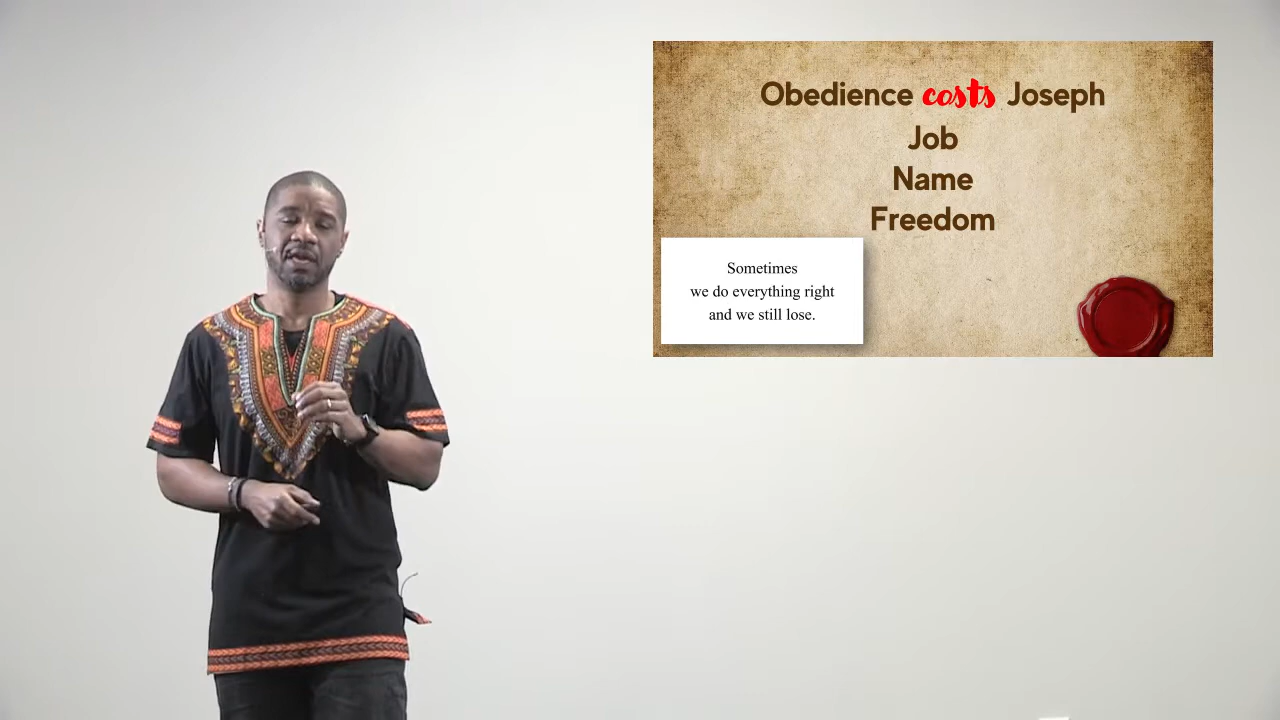 Obedience costs Joseph
Job
Name
Freedom
Sometimes
we do everything right
and we still lose.